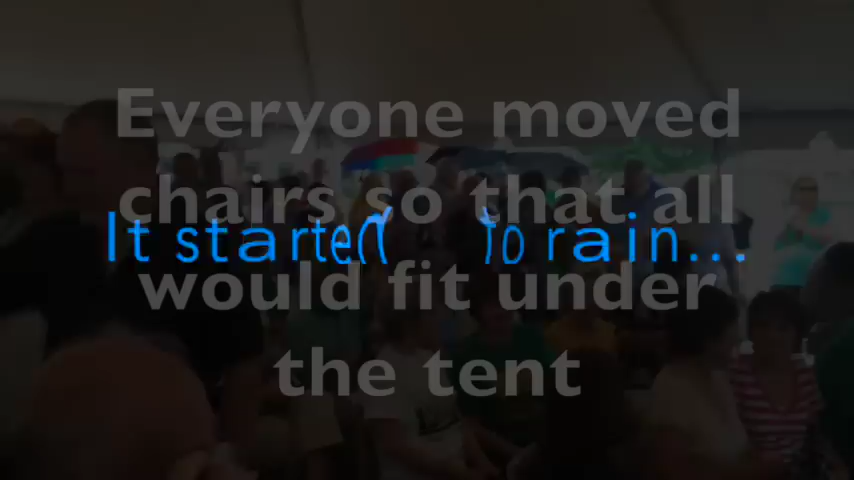 Everyone moved
chairs so that all
It started to rain...
would fit under
the tent